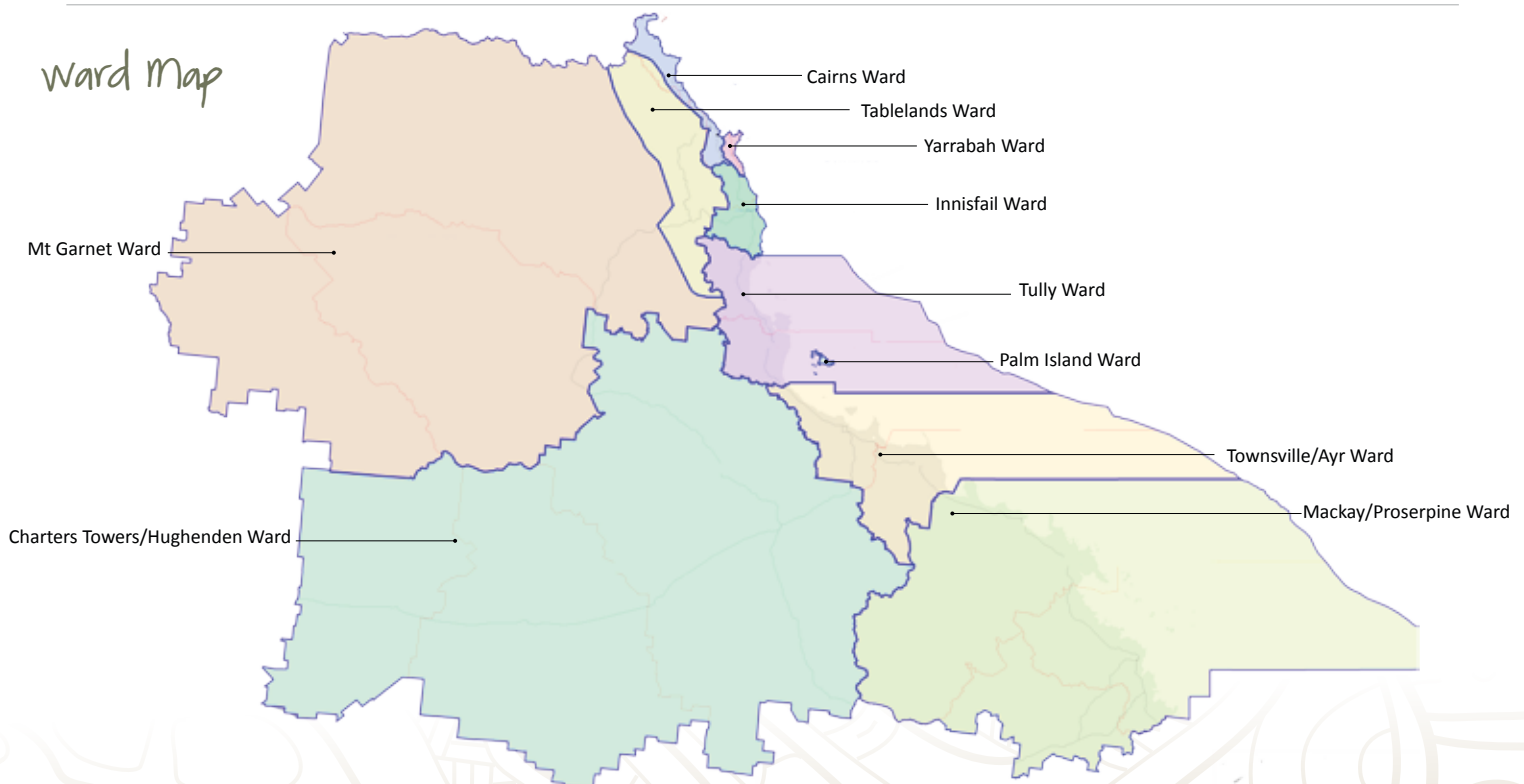 ward map
Cairns Ward
Tablelands Ward
Yarrabah Ward
Innisfail Ward
Mt Garnet Ward
Tully Ward
Palm Island Ward
Townsville/Ayr Ward
Mackay/Proserpine Ward
Charters Towers/Hughenden Ward